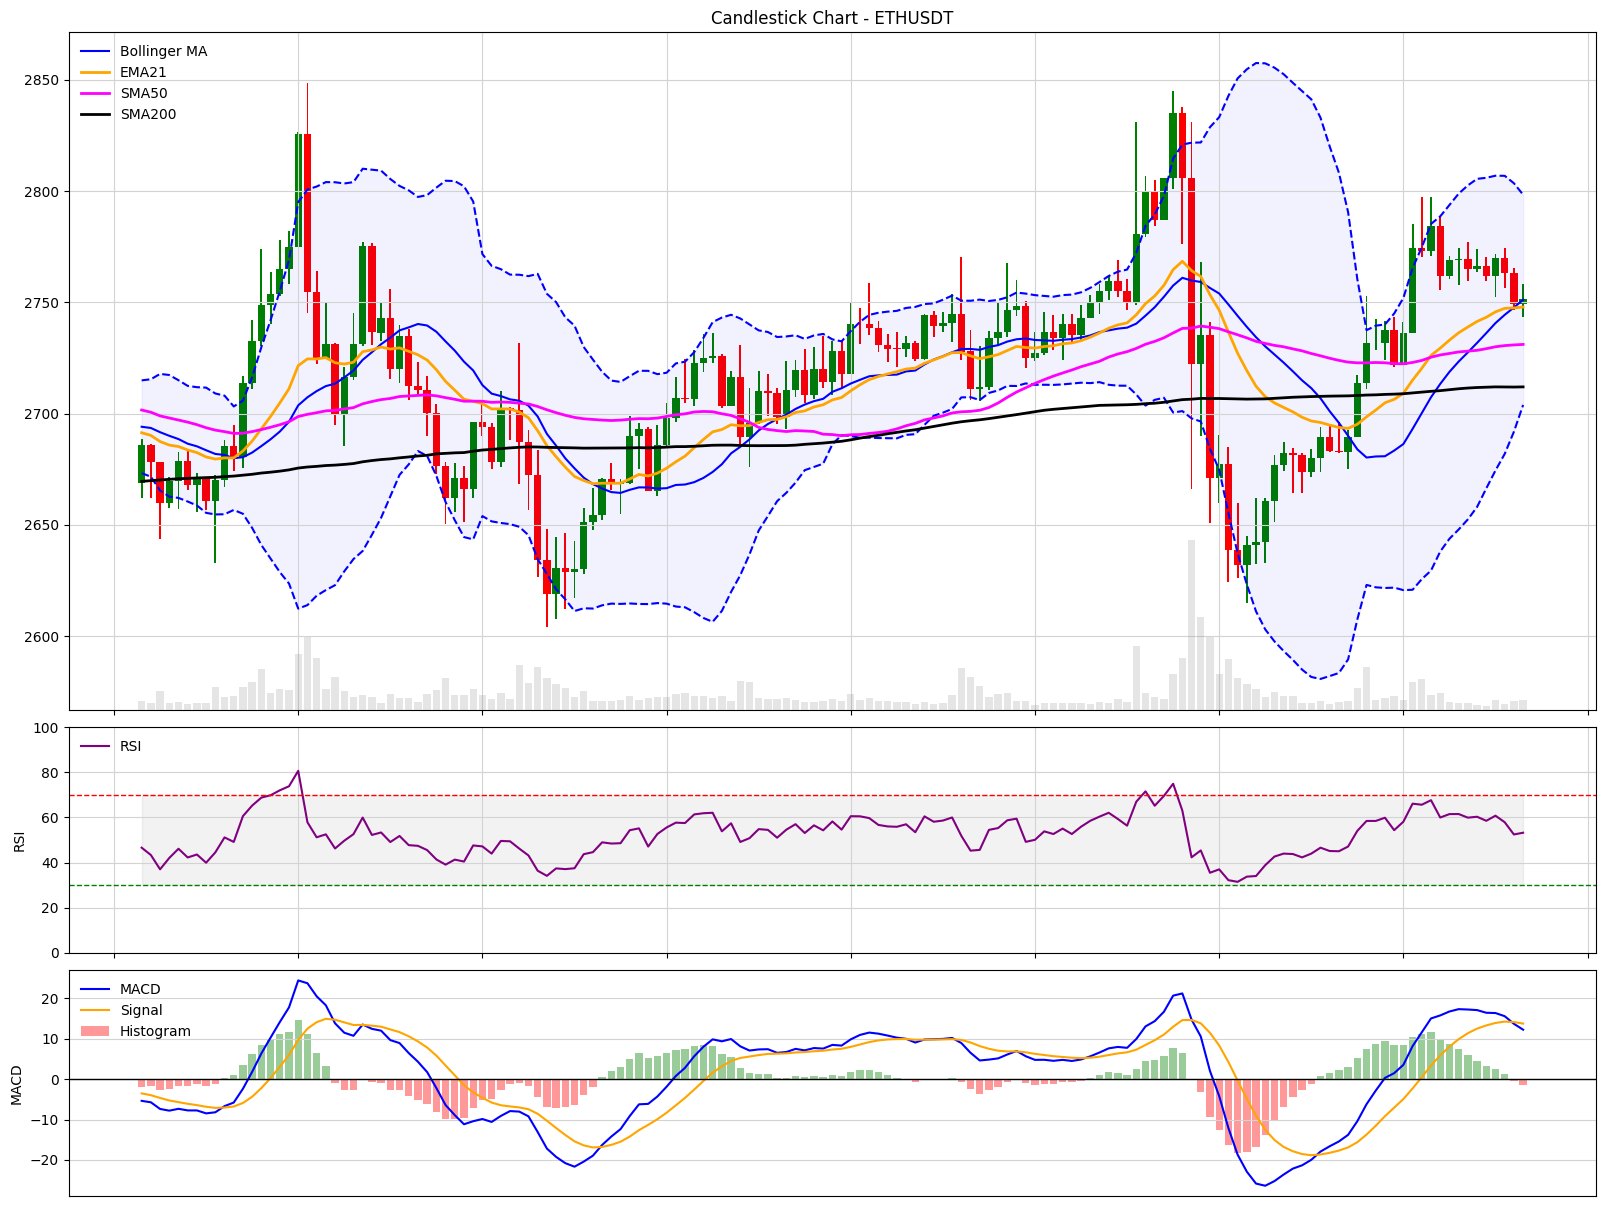 Candlestick Chart - ETHUSDT
Bollinger MA
EMA21
SMA50
SMA200
2850
2800
2750
2700
2650
2600
RSI
100
80
60
40
20
0
RSI
MACD
Signal
Histogram
20
10
0
−10
−20
MACD